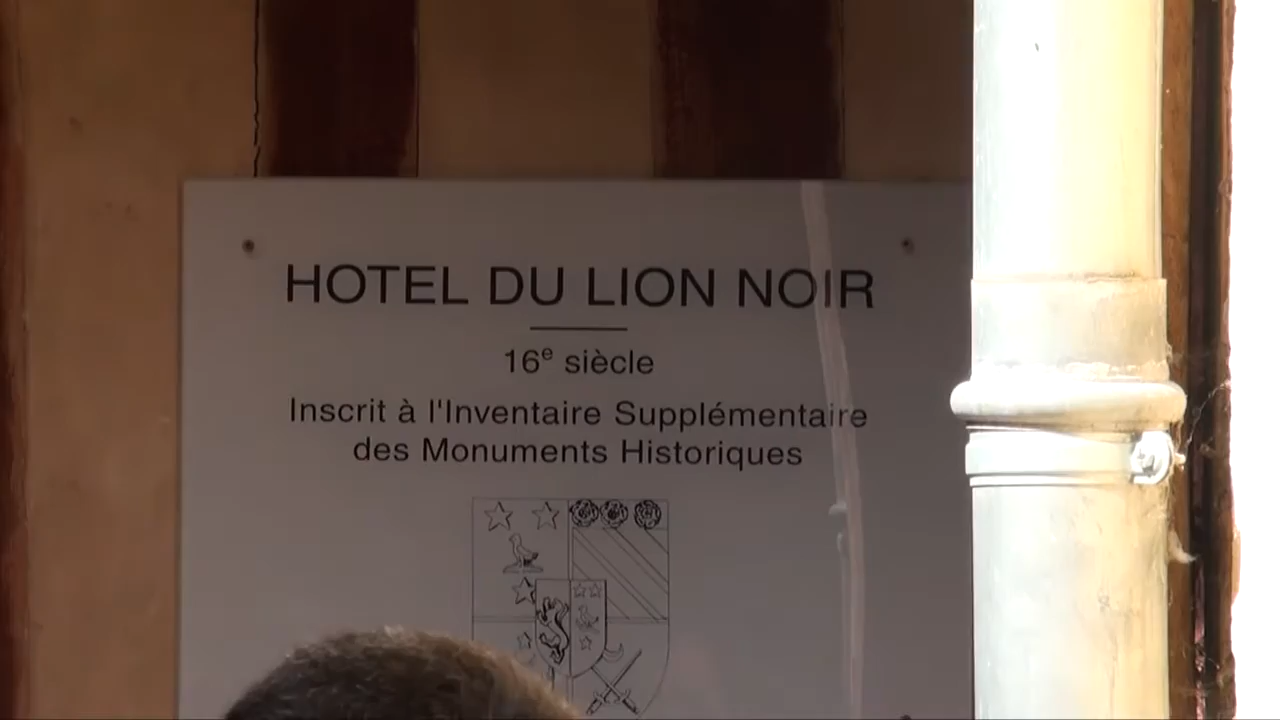 HOTEL DU LION NOIR
16e siècle
Inscrit à l'Inventaire Supplémentaire
des Monuments Historiques